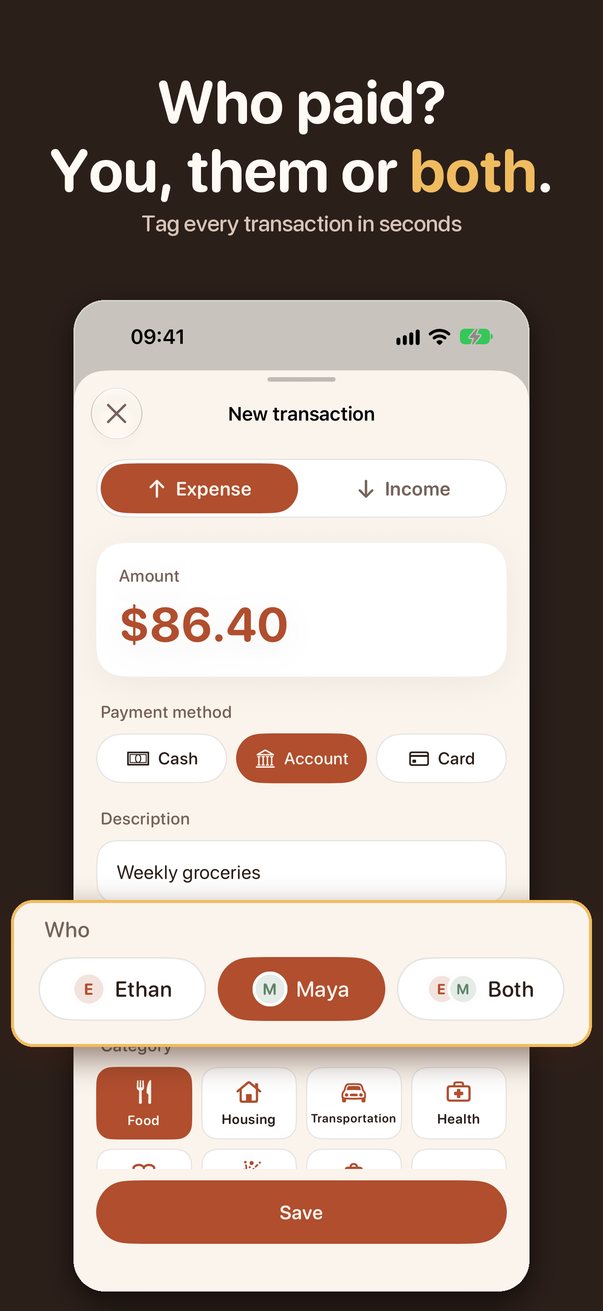 Who paid?
You, them or both.
Tag every transaction in seconds
09:41
New transaction
Expense
Income
Amount
$86.40
Payment method
Cash
Account
Card
Description
Weekly groceries
Who
E Ethan
M Maya
E M Both
Category
Food
Housing
Transportation
Health
Save